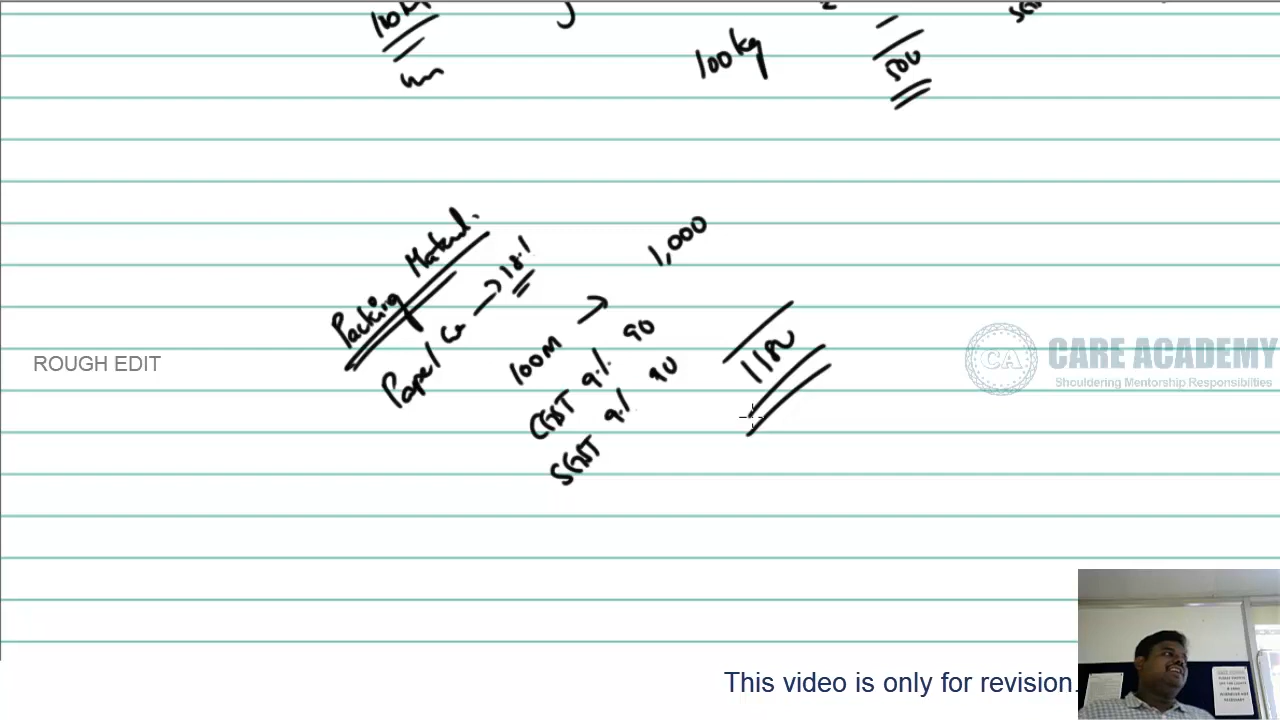 100kg
500
Packing Material.
Paper → 18%
100M → 1,000
CGST 9% 90
SGST 9% 90
1180
ROUGH EDIT
CA
CARE ACADEMY
Shouldering Mentorship Responsibilities
This video is only for revision.